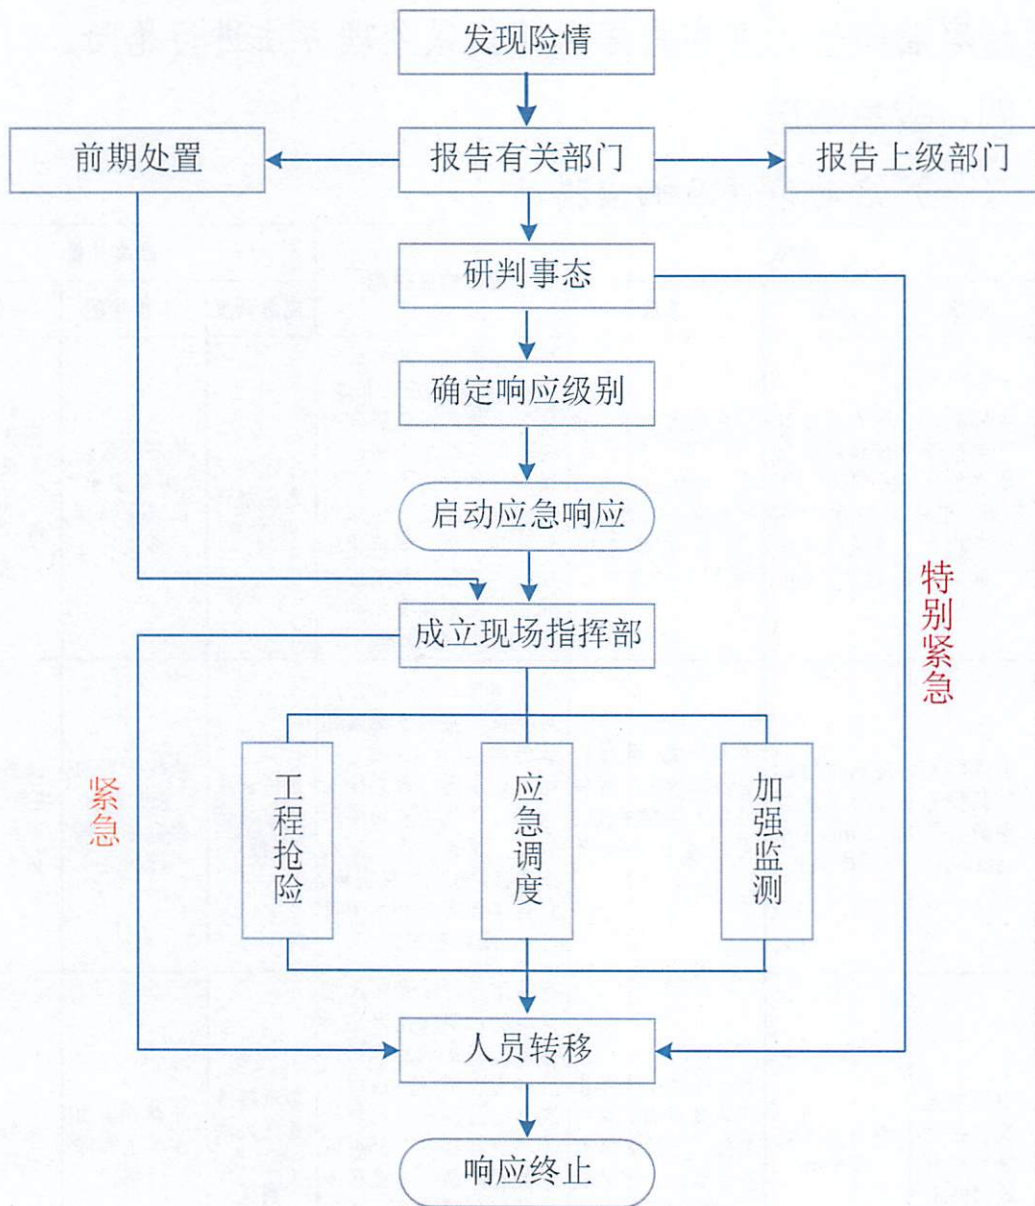 发现险情
前期处置
报告有关部门
报告上级部门
研判事态
确定响应级别
启动应急响应
成立现场指挥部
特别紧急
紧急
工程抢险
应急调度
加强监测
人员转移
响应终止